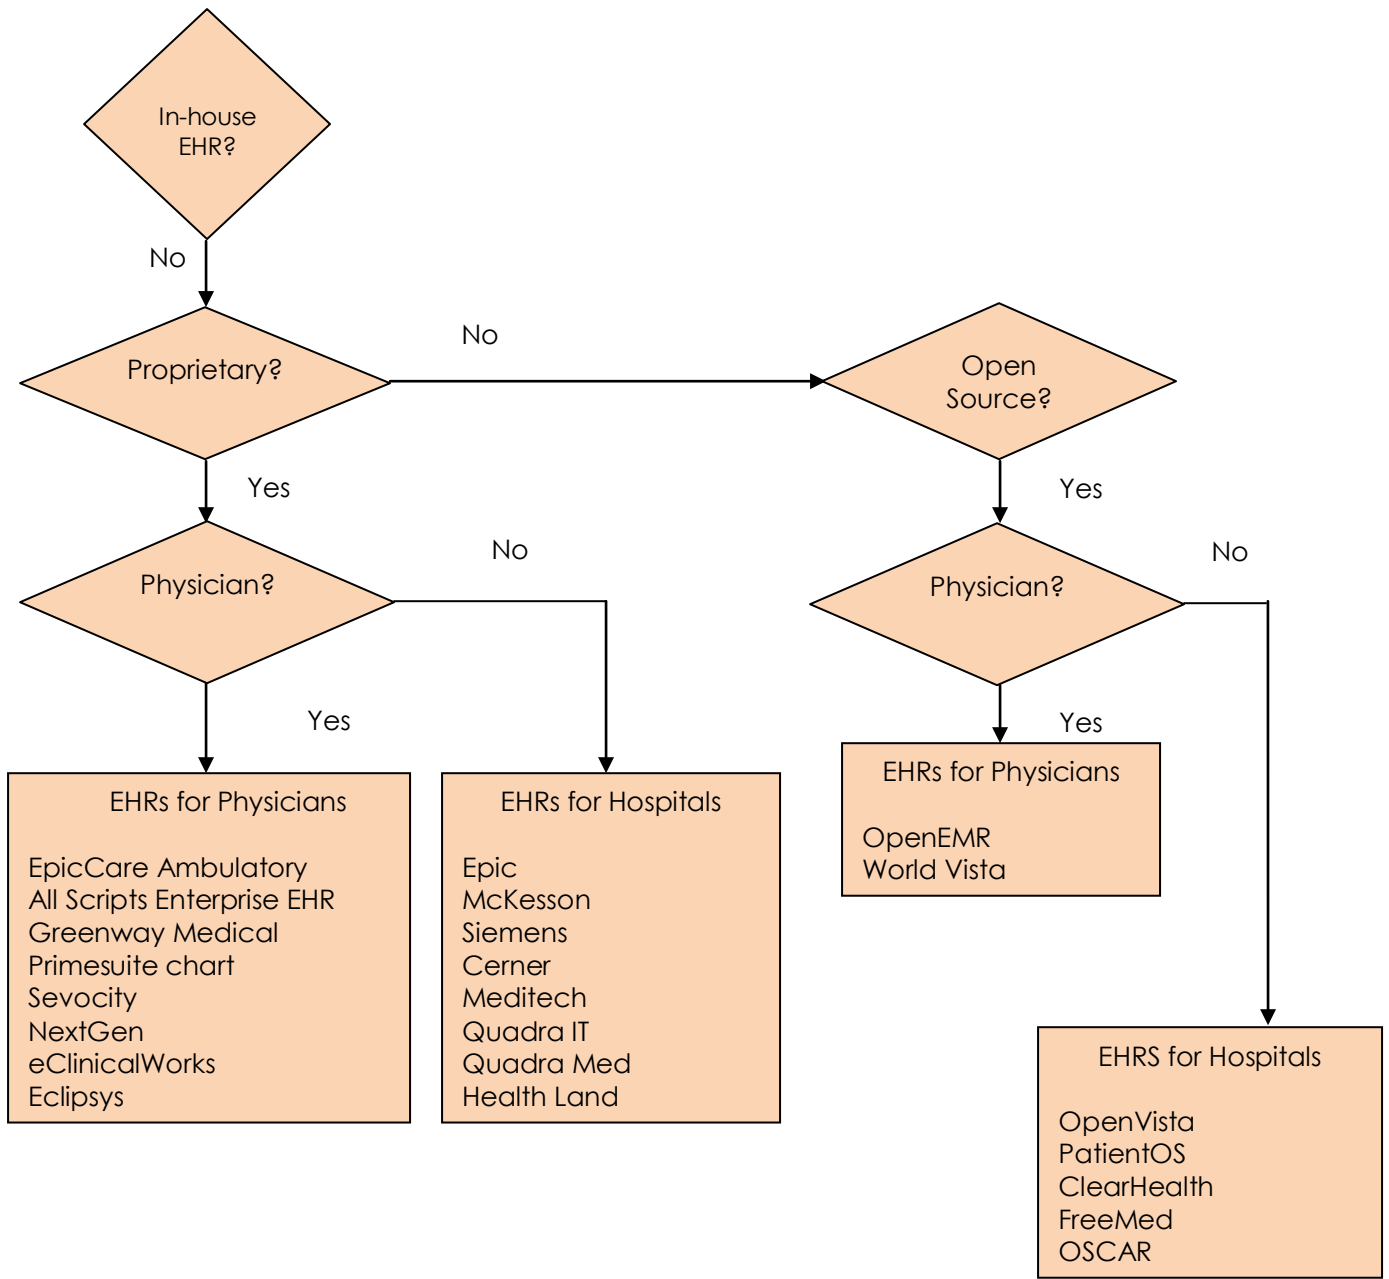 In-house
EHR?
No
Proprietary?
No
Open
Source?
Yes
Yes
Physician?
No
Physician?
No
Yes
Yes
EHRs for Physicians
EpicCare Ambulatory
All Scripts Enterprise EHR
Greenway Medical
Primesuite chart
Sevocity
NextGen
eClinicalWorks
Eclipsys
EHRs for Hospitals
Epic
McKesson
Siemens
Cerner
Meditech
Quadra IT
Quadra Med
Health Land
EHRs for Physicians
OpenEMR
World Vista
EHRS for Hospitals
OpenVista
PatientOS
ClearHealth
FreeMed
OSCAR